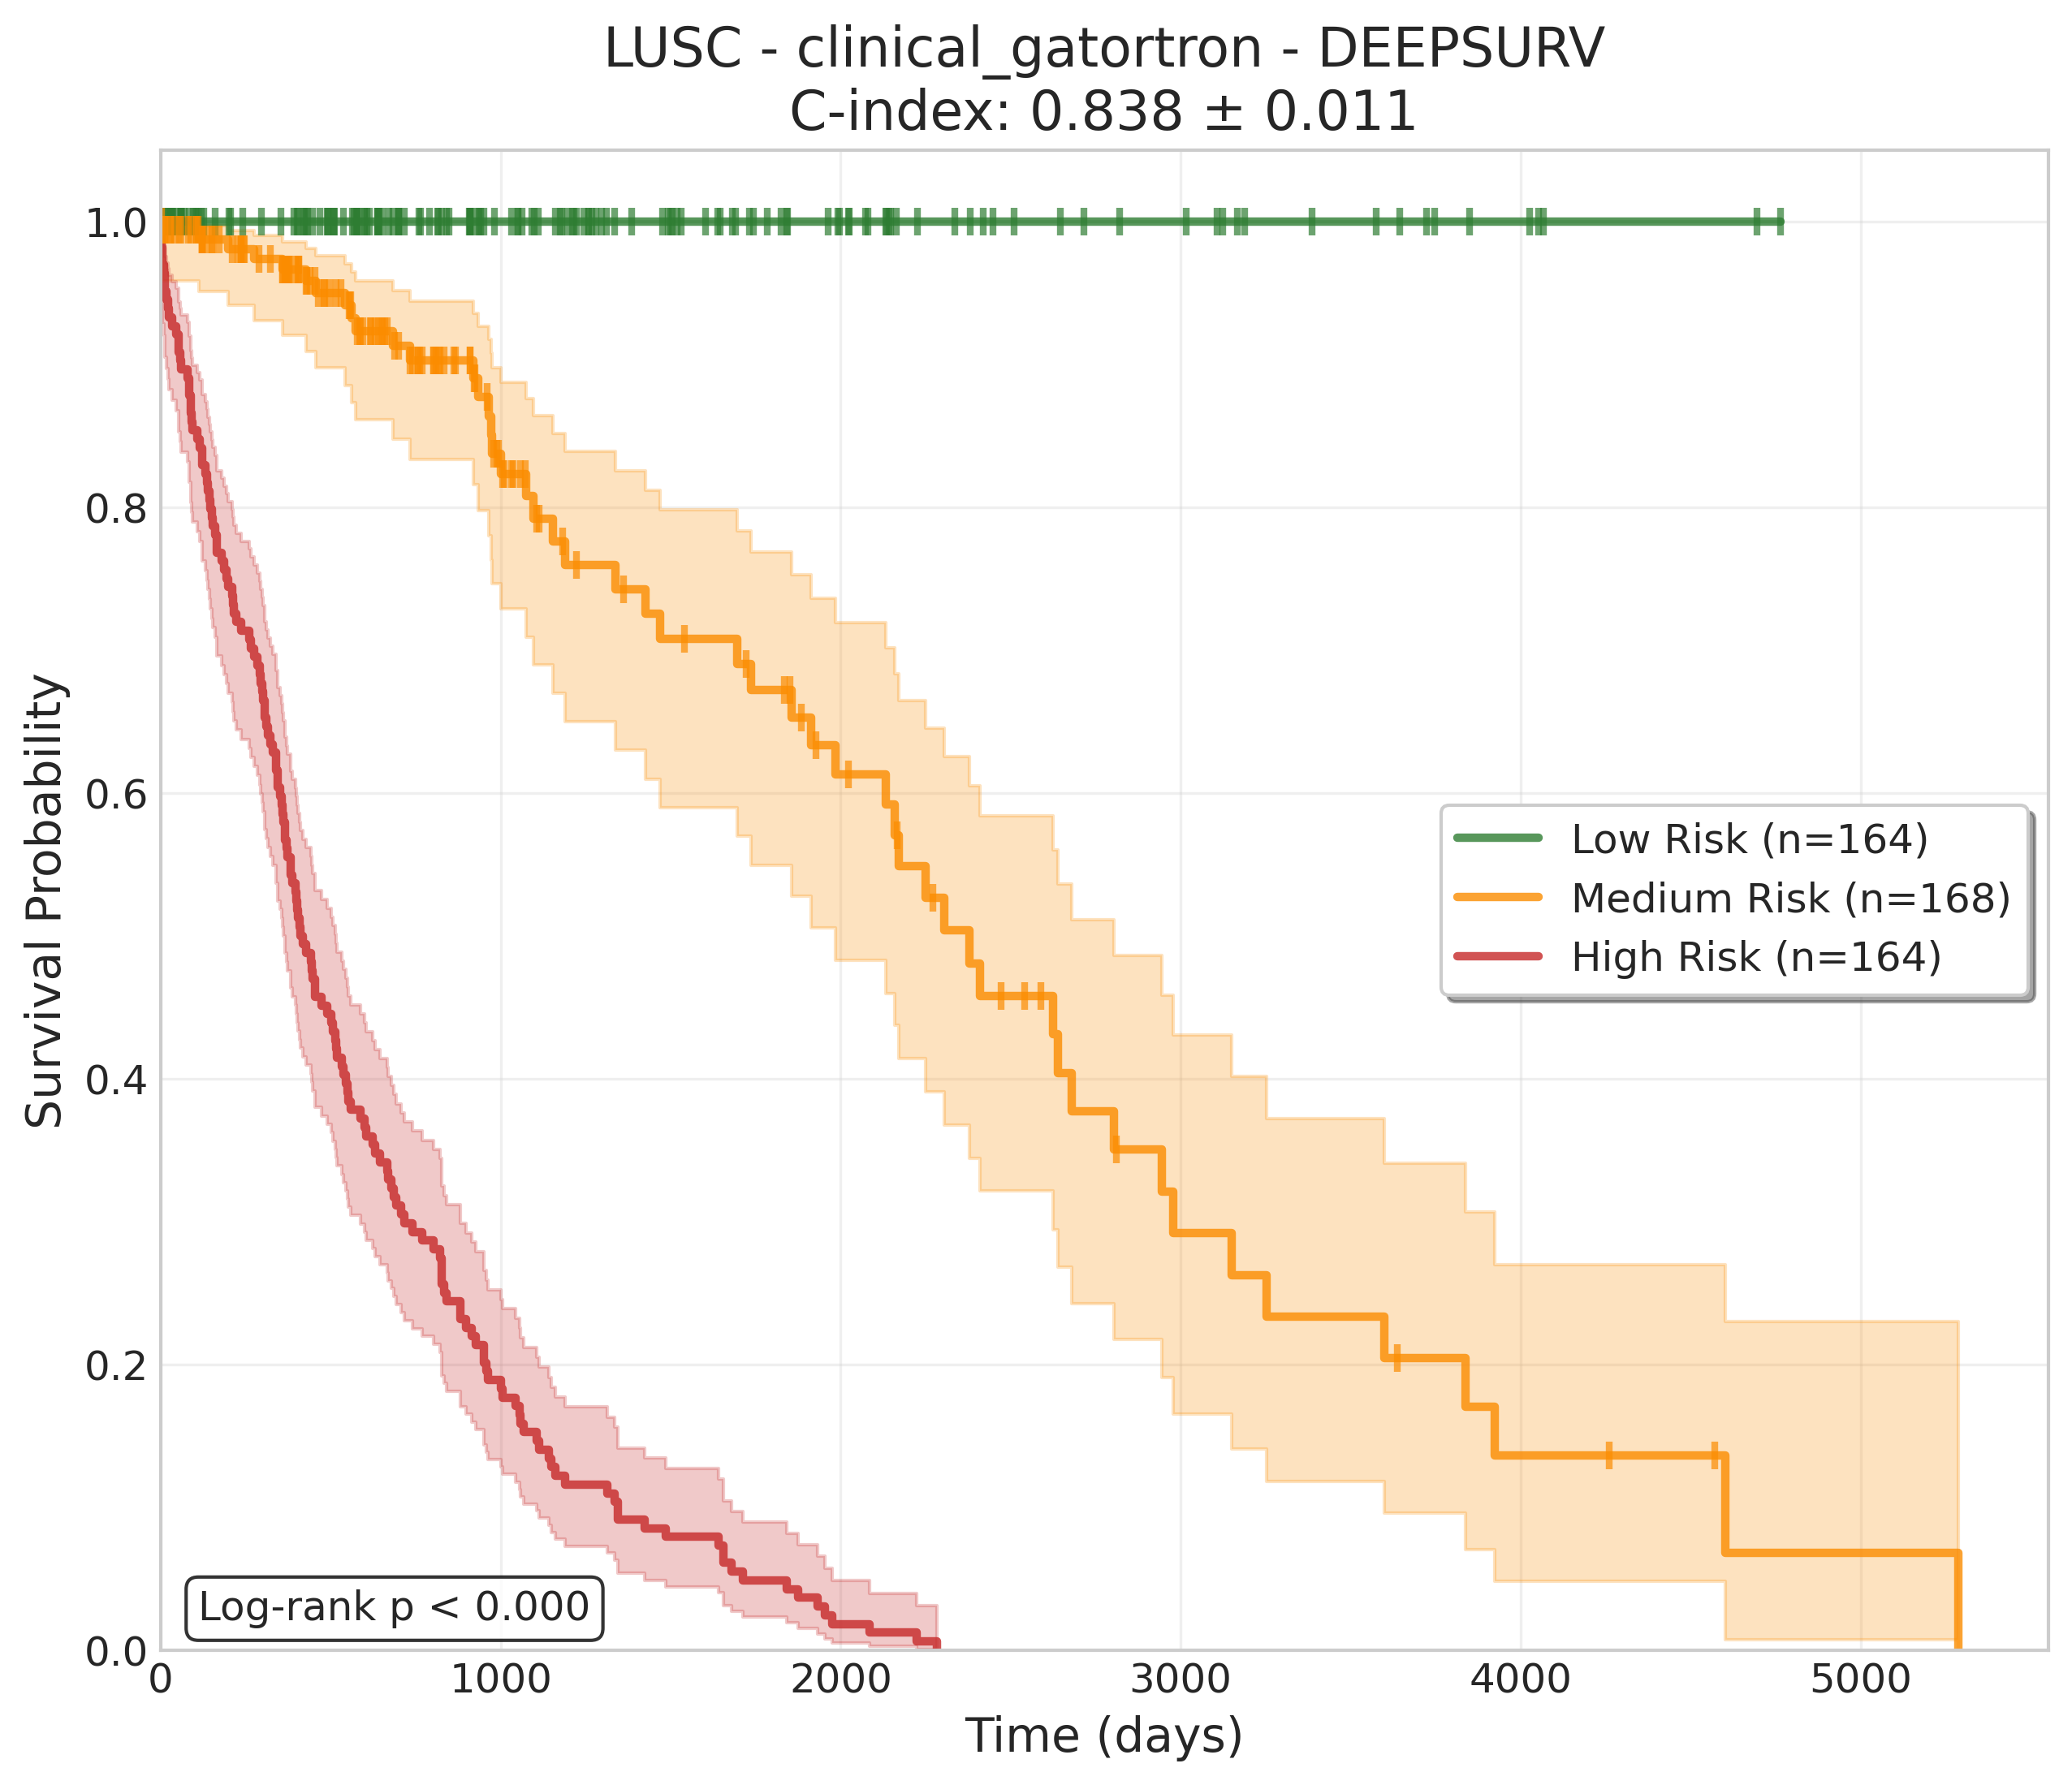 LUSC - clinical_gatortron - DEEPSURV
C-index: 0.838 ± 0.011
Survival Probability
1.0
0.8
0.6
0.4
0.2
0.0
Low Risk (n=164)
Medium Risk (n=168)
High Risk (n=164)
Log-rank p < 0.000
0 1000 2000 3000 4000 5000
Time (days)